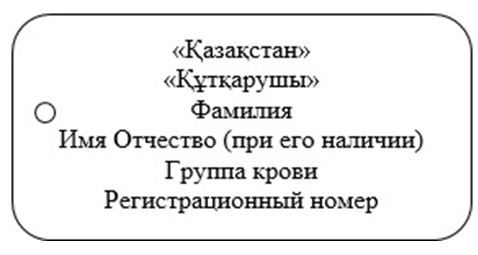 «Қазақстан»
«Құтқарушы»
Фамилия
Имя Отчество (при его наличии)
Группа крови
Регистрационный номер